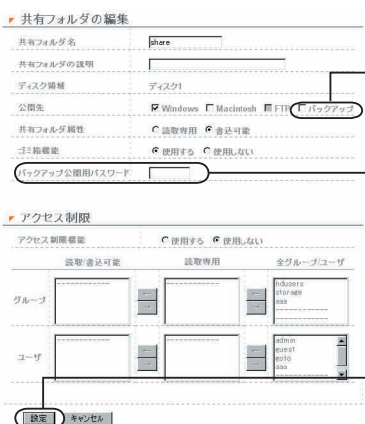 共有フォルダの編集
共有フォルダ名 share
共有フォルダの説明
ディスク領域 ディスク1
公開先 Windows Macintosh FTP バックアップ
共有フォルダ属性 読取専用 書込可能
ゴミ箱機能 使用する 使用しない
バックアップ公開用パスワード
アクセス制限
アクセス制限機能 使用する 使用しない
読取/書込可能 読取専用 全グループ/ユーザ
グループ
hdusers
storage
aaa
ユーザ
admin
guest
goto
aaa
設定 キャンセル